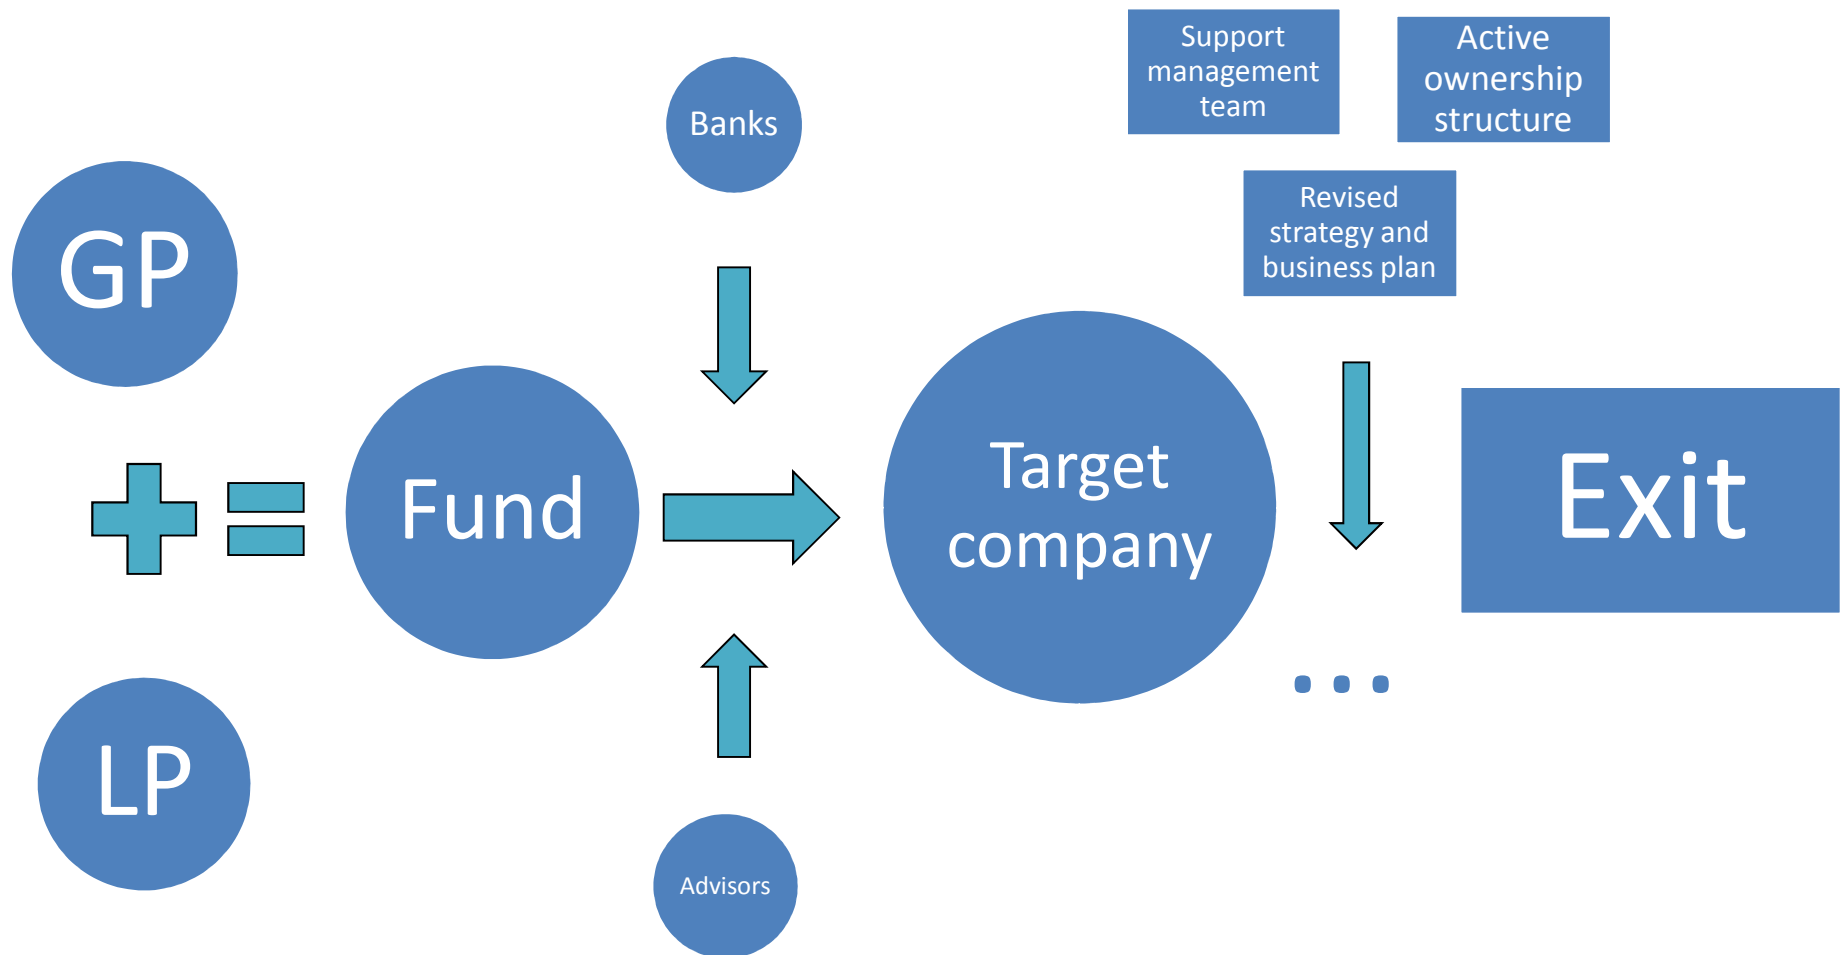 GP
LP
Fund
Banks
Advisors
Target
company
Support
management
team
Active
ownership
structure
Revised
strategy and
business plan
...
Exit